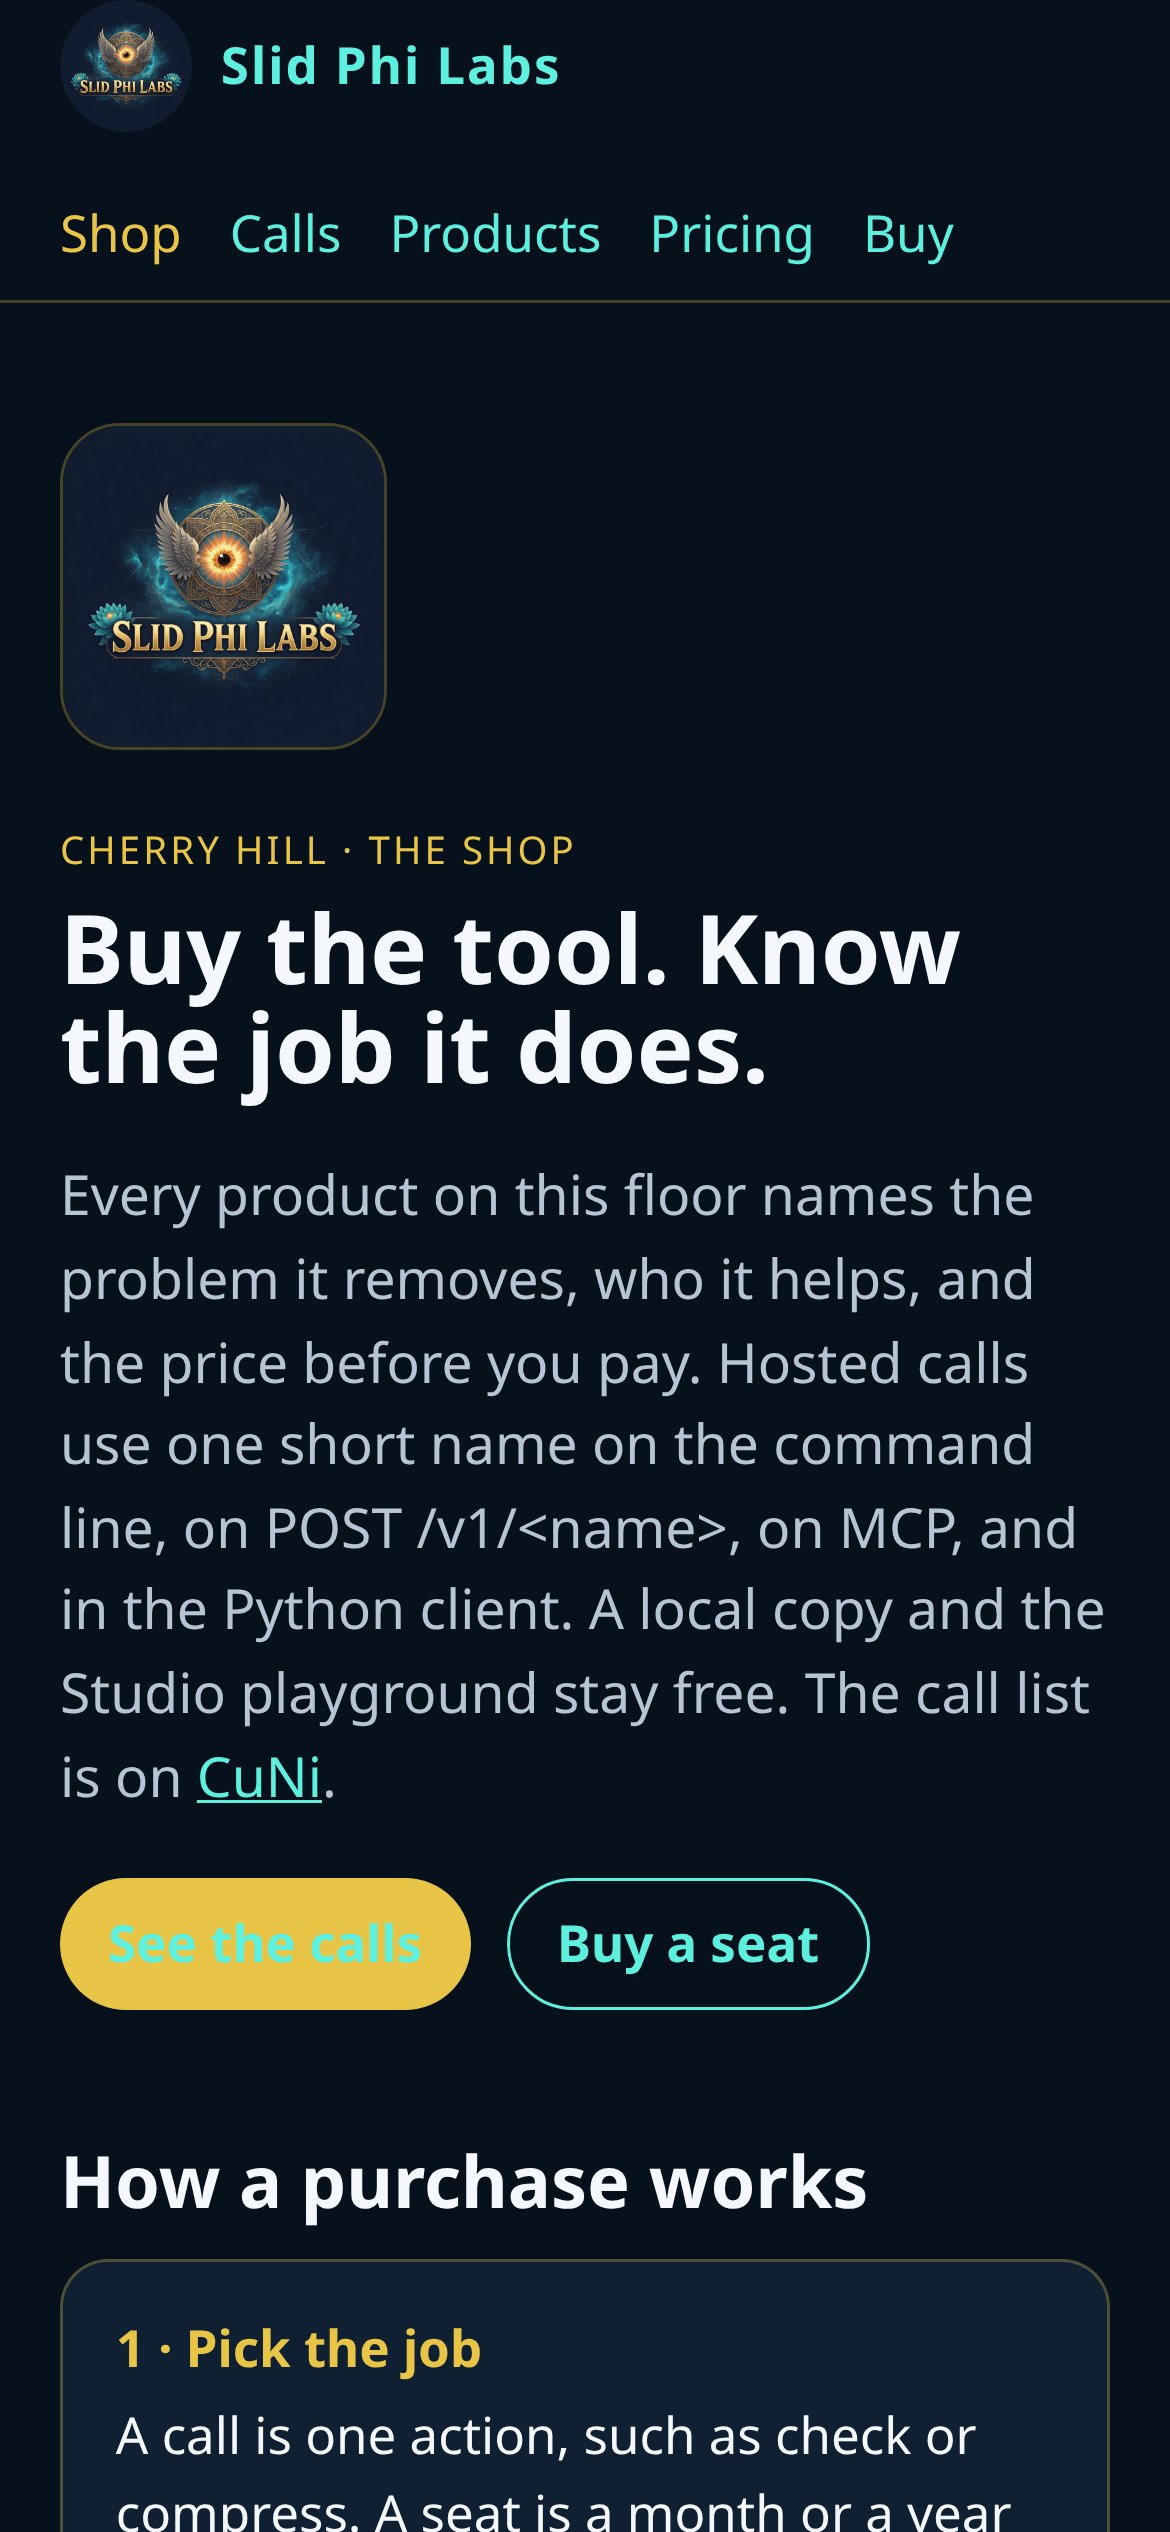 SLID PHI LABS
Slid Phi Labs
Shop Calls Products Pricing Buy
SLID PHI LABS
CHERRY HILL · THE SHOP
Buy the tool. Know
the job it does.
Every product on this floor names the
problem it removes, who it helps, and
the price before you pay. Hosted calls
use one short name on the command
line, on POST /v1/<name>, on MCP, and
in the Python client. A local copy and the
Studio playground stay free. The call list
is on CuNi.
See the calls
Buy a seat
How a purchase works
1 · Pick the job
A call is one action, such as check or
compress. A seat is a month or a year